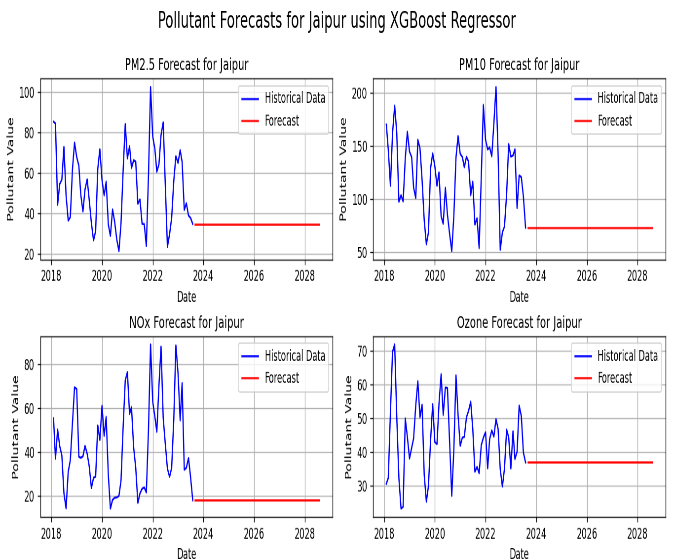 Pollutant Forecasts for Jaipur using XGBoost Regressor
PM2.5 Forecast for Jaipur
Pollutant Value
100
80
60
40
20
Historical Data
Forecast
2018 2020 2022 2024 2026 2028
Date
PM10 Forecast for Jaipur
Pollutant Value
200
150
100
50
Historical Data
Forecast
2018 2020 2022 2024 2026 2028
Date
NOx Forecast for Jaipur
Pollutant Value
80
60
40
20
Historical Data
Forecast
2018 2020 2022 2024 2026 2028
Date
Ozone Forecast for Jaipur
Pollutant Value
70
60
50
40
30
Historical Data
Forecast
2018 2020 2022 2024 2026 2028
Date